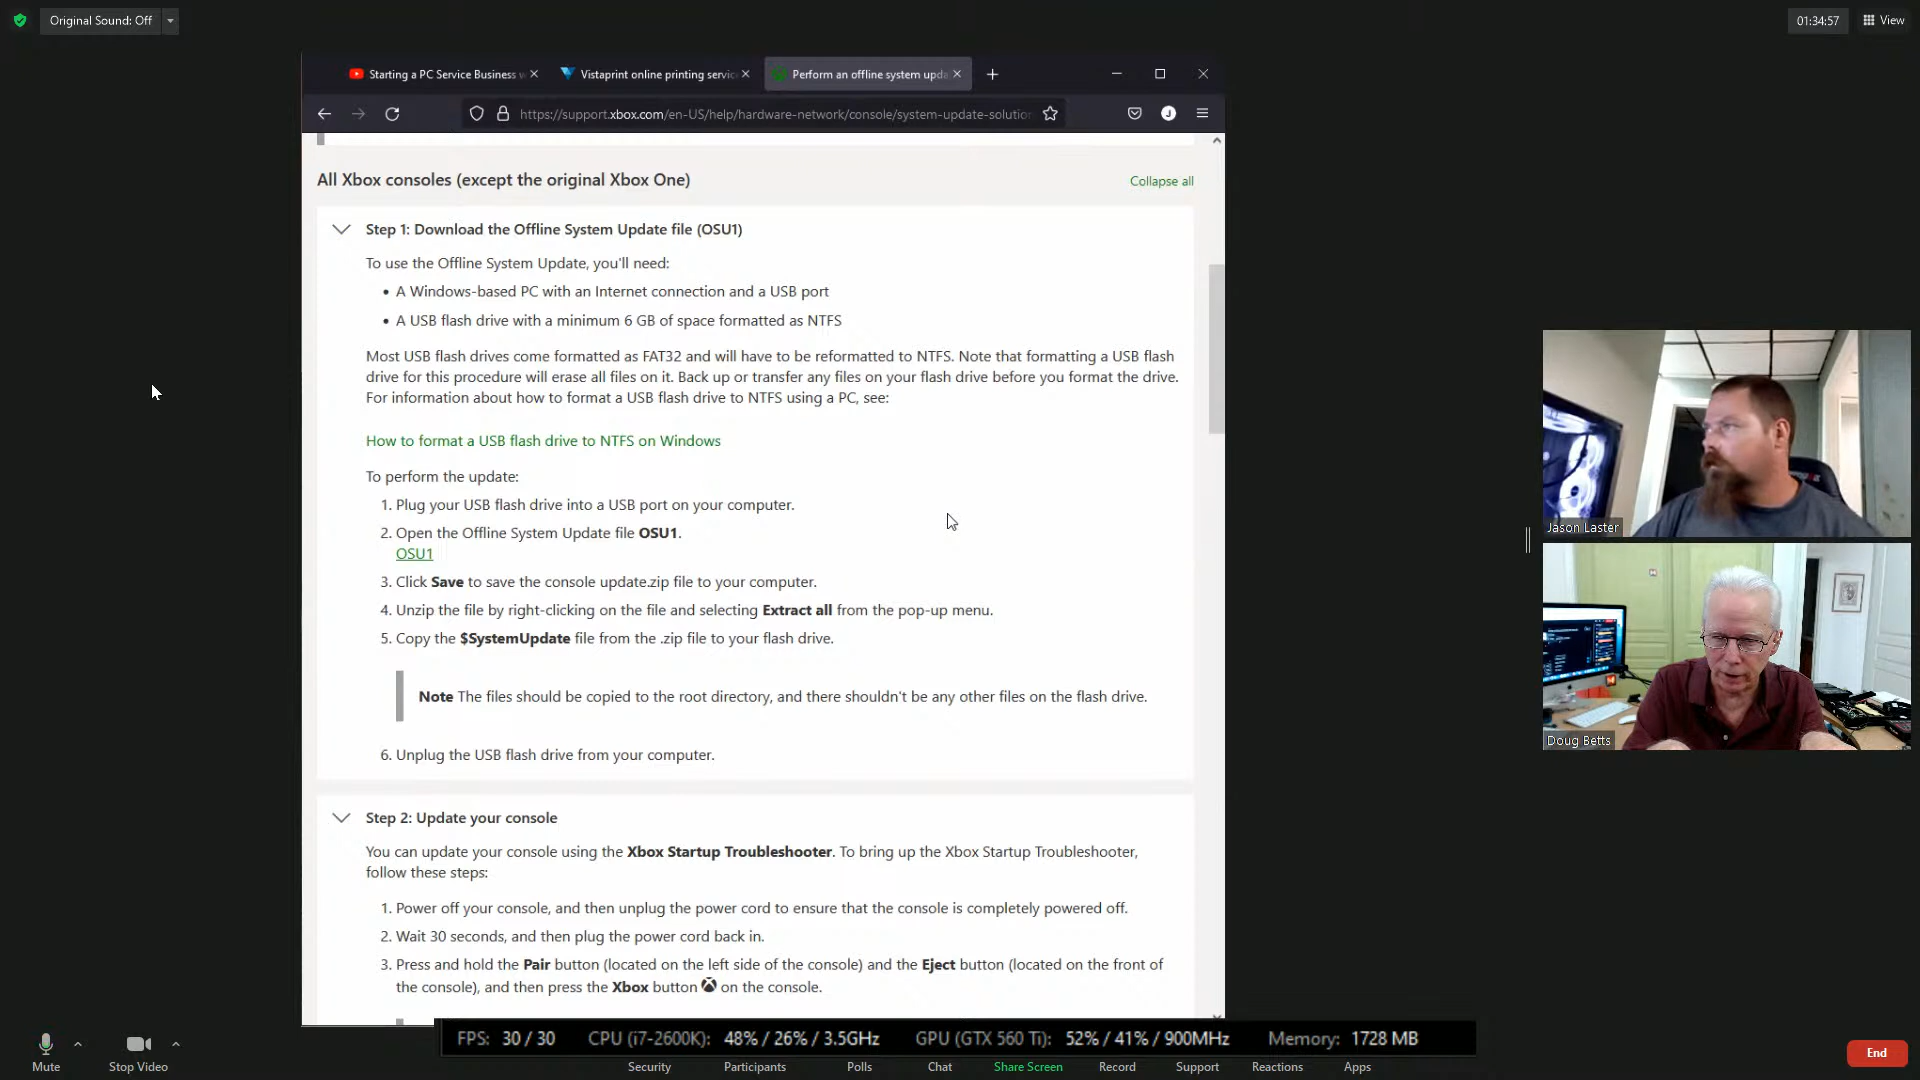 Original Sound: Off
01:34:57
View
Starting a PC Service Business w
Vistaprint online printing servic
Perform an offline system upda
https://support.xbox.com/en-US/help/hardware-network/console/system-update-solution
J
All Xbox consoles (except the original Xbox One)
Collapse all
Step 1: Download the Offline System Update file (OSU1)
To use the Offline System Update, you'll need:
• A Windows-based PC with an Internet connection and a USB port
• A USB flash drive with a minimum 6 GB of space formatted as NTFS
Most USB flash drives come formatted as FAT32 and will have to be reformatted to NTFS. Note that formatting a USB flash
drive for this procedure will erase all files on it. Back up or transfer any files on your flash drive before you format the drive.
For information about how to format a USB flash drive to NTFS using a PC, see:
How to format a USB flash drive to NTFS on Windows
To perform the update:
1. Plug your USB flash drive into a USB port on your computer.
2. Open the Offline System Update file OSU1.
OSU1
3. Click Save to save the console update.zip file to your computer.
4. Unzip the file by right-clicking on the file and selecting Extract all from the pop-up menu.
5. Copy the $SystemUpdate file from the .zip file to your flash drive.
Note The files should be copied to the root directory, and there shouldn't be any other files on the flash drive.
6. Unplug the USB flash drive from your computer.
Step 2: Update your console
You can update your console using the Xbox Startup Troubleshooter. To bring up the Xbox Startup Troubleshooter,
follow these steps:
1. Power off your console, and then unplug the power cord to ensure that the console is completely powered off.
2. Wait 30 seconds, and then plug the power cord back in.
3. Press and hold the Pair button (located on the left side of the console) and the Eject button (located on the front of
the console), and then press the Xbox button on the console.
Jason Laster
Doug Betts
FPS: 30 / 30 CPU (i7-2600K): 48% / 26% / 3.5GHz GPU (GTX 560 Ti): 52% / 41% / 900MHz Memory: 1728 MB
Mute
Stop Video
Security
Participants
Polls
Chat
Share Screen
Record
Support
Reactions
Apps
End